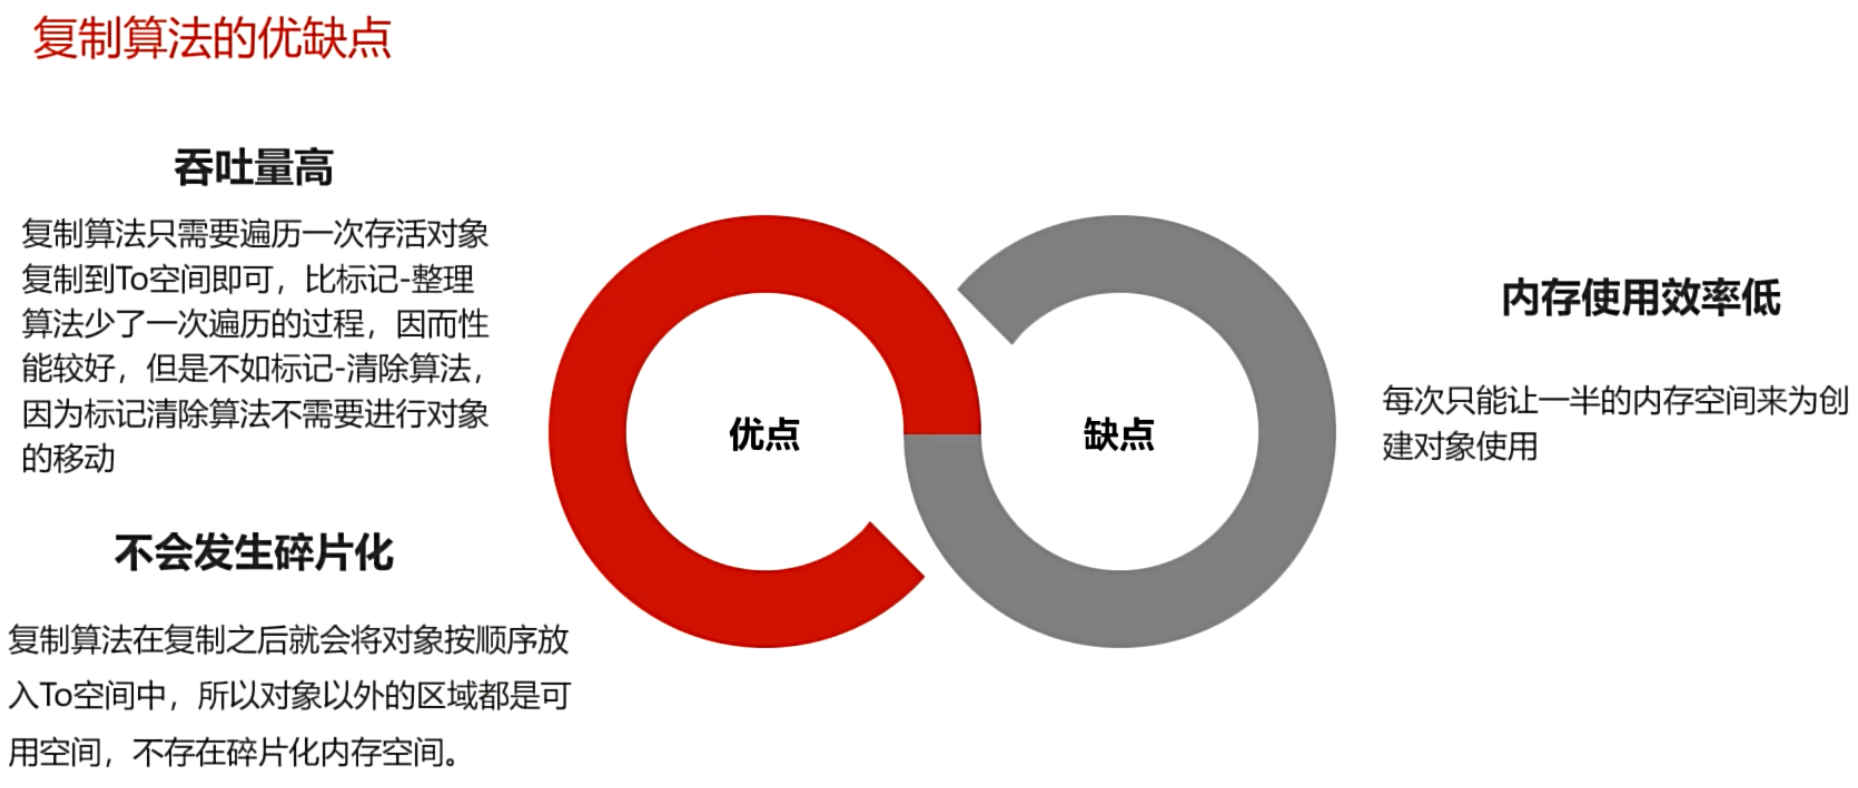 复制算法的优缺点
吞吐量高
复制算法只需要遍历一次存活对象
复制到To空间即可，比标记-整理
算法少了一次遍历的过程，因而性
能较好，但是不如标记-清除算法，
因为标记清除算法不需要进行对象
的移动
不会发生碎片化
复制算法在复制之后就会将对象按顺序放
入To空间中，所以对象以外的区域都是可
用空间，不存在碎片化内存空间。
优点
缺点
内存使用效率低
每次只能让一半的内存空间来为创
建对象使用